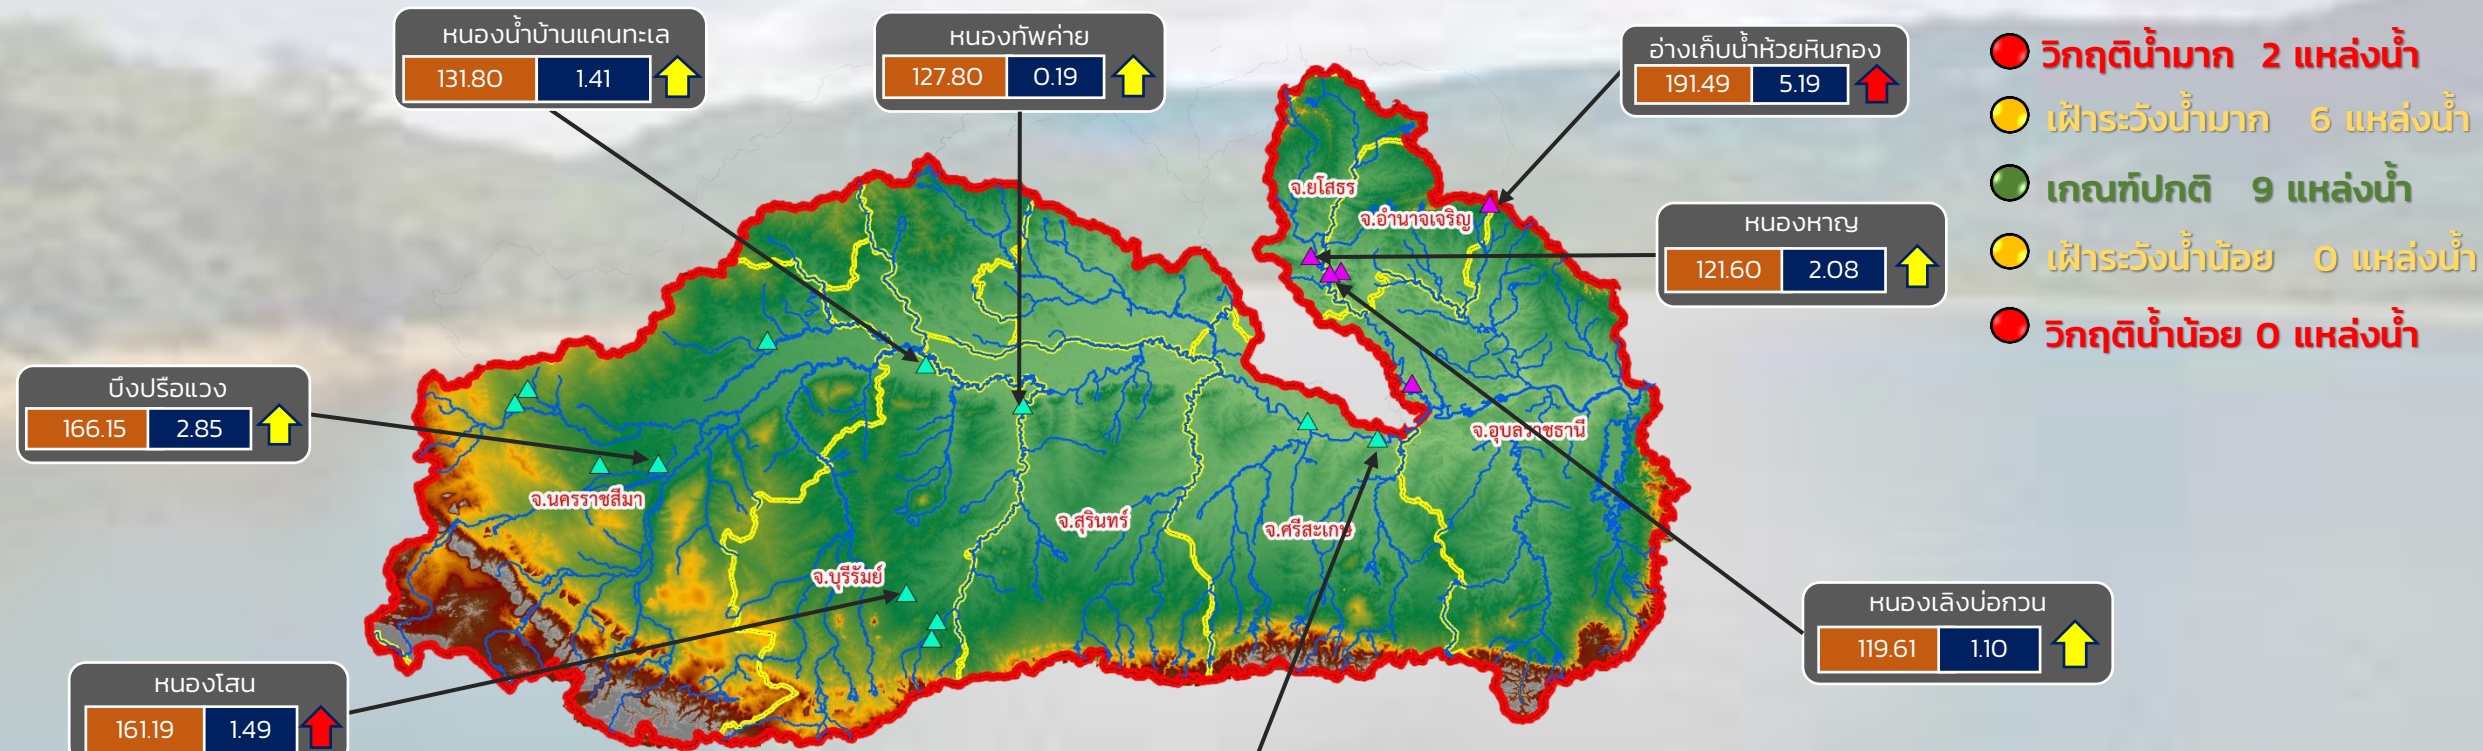 หนองน้ำบ้านแคนทะเล
131.80 1.41
หนองทัพค่าย
127.80 0.19
อ่างเก็บน้ำห้วยหินกอง
191.49 5.19
วิกฤติน้ำมาก 2 แหล่งน้ำ
เฝ้าระวังน้ำมาก 6 แหล่งน้ำ
เกณฑ์ปกติ 9 แหล่งน้ำ
เฝ้าระวังน้ำน้อย 0 แหล่งน้ำ
วิกฤติน้ำน้อย 0 แหล่งน้ำ
หนองหาญ
121.60 2.08
จ.ยโสธร
จ.อำนาจเจริญ
บึงปรือแวง
166.15 2.85
จ.อุบลราชธานี
จ.นครราชสีมา
จ.สุรินทร์
จ.ศรีสะเกษ
จ.บุรีรัมย์
หนองเลิงบ่อกวน
119.61 1.10
หนองโสน
161.19 1.49